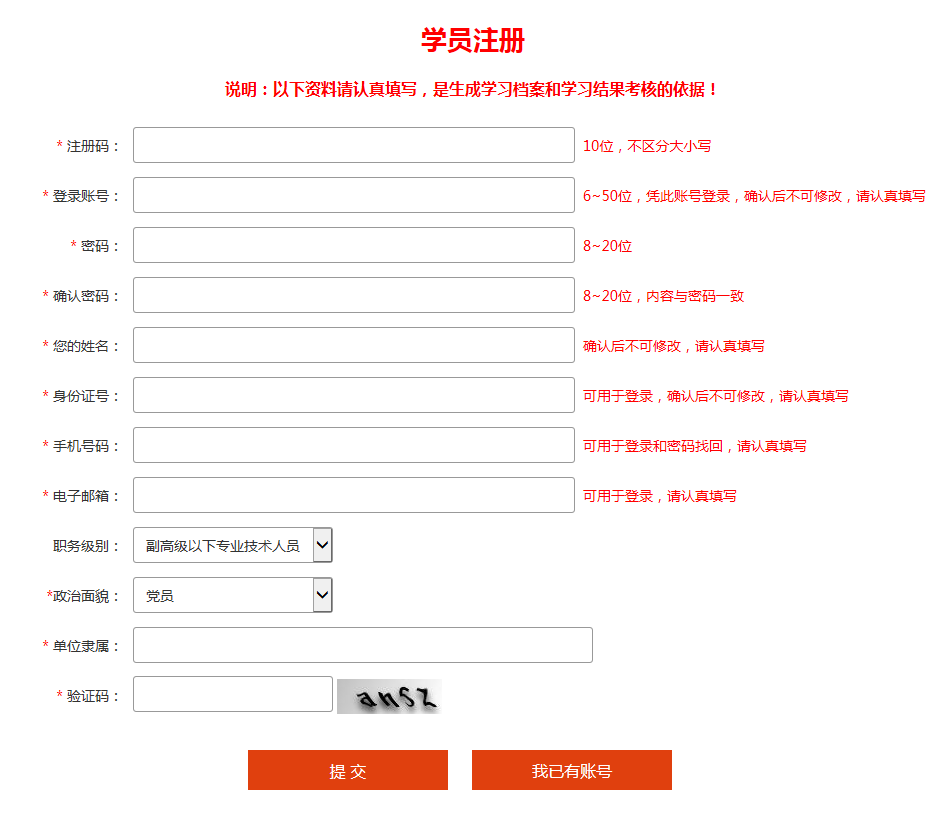 学员注册
说明：以下资料请认真填写，是生成学习档案和学习结果考核的依据！
* 注册码： 10位，不区分大小写
* 登录账号： 6~50位，凭此账号登录，确认后不可修改，请认真填写
* 密码： 8~20位
* 确认密码： 8~20位，内容与密码一致
* 您的姓名： 确认后不可修改，请认真填写
* 身份证号： 可用于登录，确认后不可修改，请认真填写
* 手机号码： 可用于登录和密码找回，请认真填写
* 电子邮箱： 可用于登录，请认真填写
职务级别： 副高级以下专业技术人员
*政治面貌： 党员
* 单位隶属：
* 验证码： ansz
提 交 我已有账号